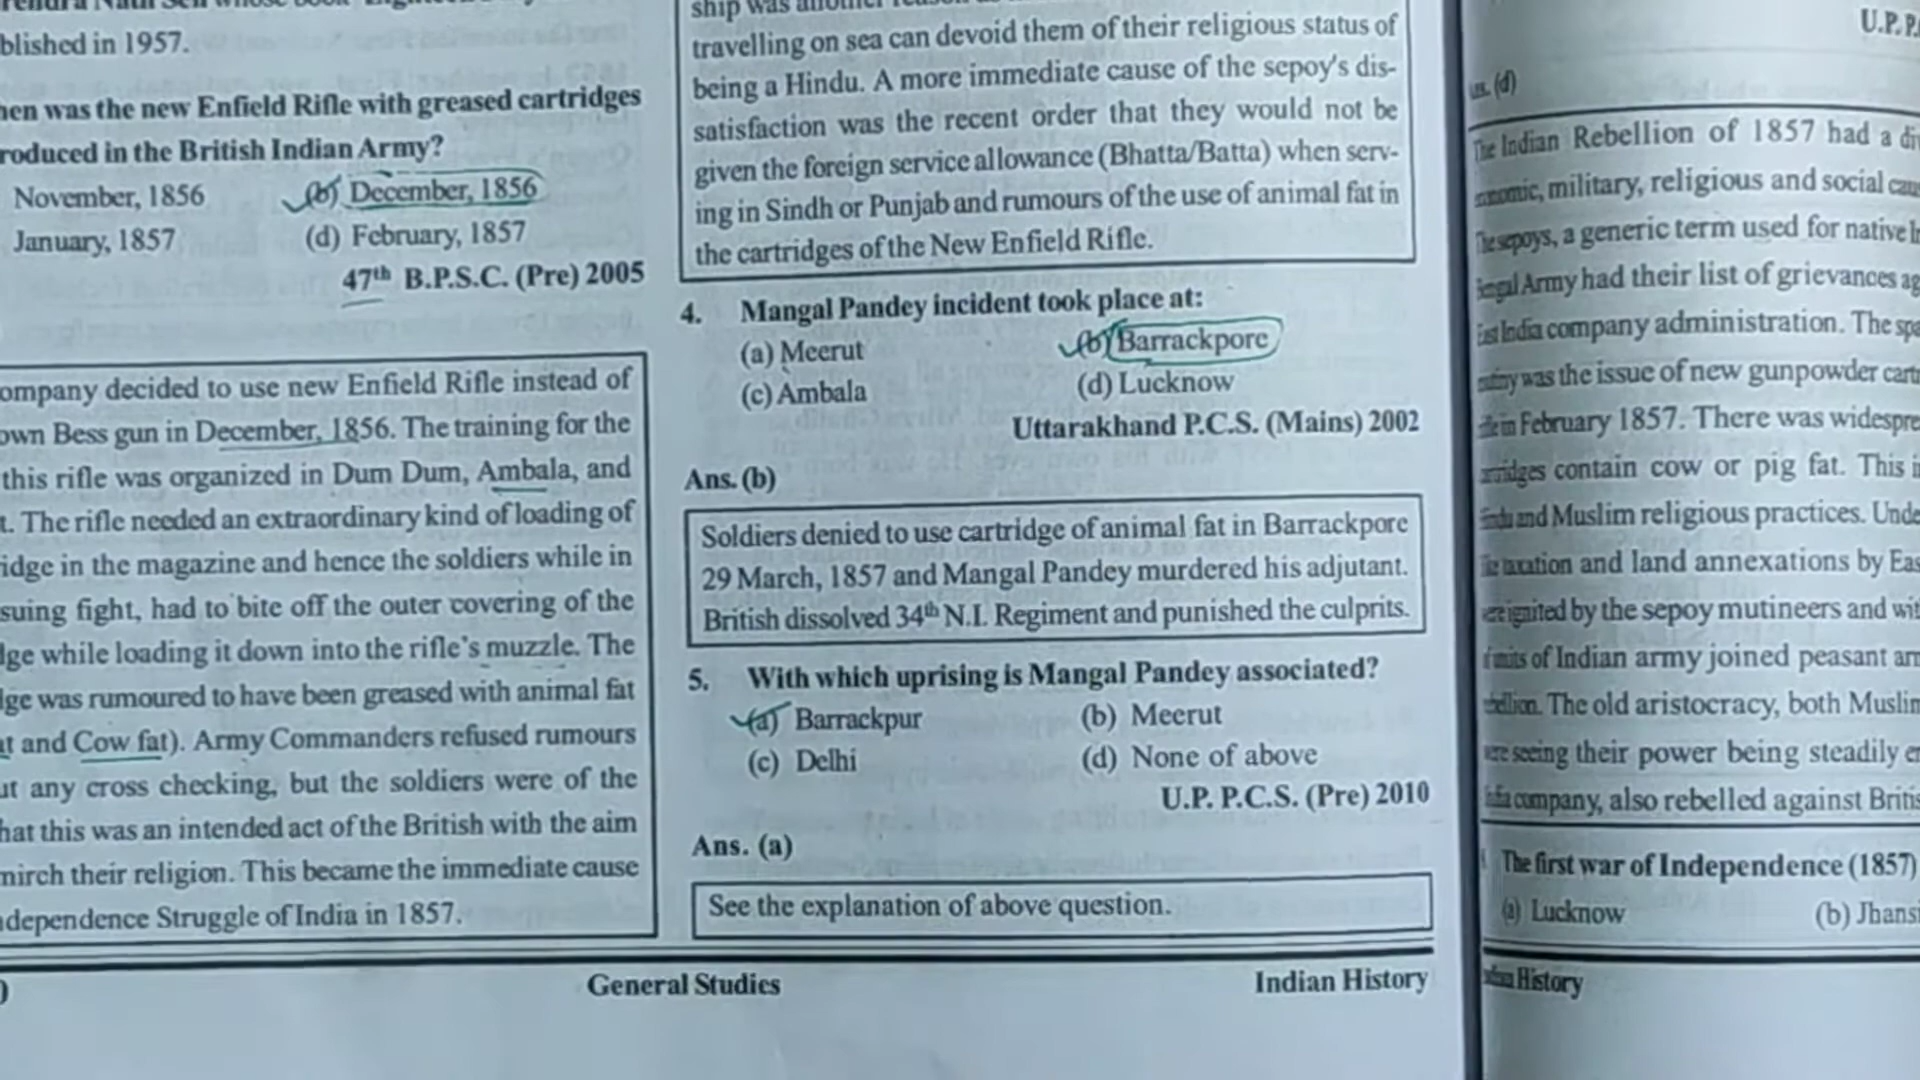 blished in 1957.
was the new Enfield Rifle with greased cartridges
roduced in the British Indian Army?
November, 1856 (b) December, 1856
January, 1857 (d) February, 1857
47th B.P.S.C. (Pre) 2005
ompany decided to use new Enfield Rifle instead of
own Bess gun in December, 1856. The training for the
this rifle was organized in Dum Dum, Ambala, and
t. The rifle needed an extraordinary kind of loading of
idge in the magazine and hence the soldiers while in
suing fight, had to bite off the outer covering of the
dge while loading it down into the rifle's muzzle. The
dge was rumoured to have been greased with animal fat
at and Cow fat). Army Commanders refused rumours
ut any cross checking, but the soldiers were of the
hat this was an intended act of the British with the aim
mirch their religion. This became the immediate cause
dependence Struggle of India in 1857.
ship was another
travelling on sea can devoid them of their religious status of
being a Hindu. A more immediate cause of the sepoy's dis-
satisfaction was the recent order that they would not be
given the foreign service allowance (Bhatta/Batta) when serv-
ing in Sindh or Punjab and rumours of the use of animal fat in
the cartridges of the New Enfield Rifle.
4. Mangal Pandey incident took place at:
(a) Meerut (b) Barrackpore
(c) Ambala (d) Lucknow
Uttarakhand P.C.S. (Mains) 2002
Ans. (b)
Soldiers denied to use cartridge of animal fat in Barrackpore
29 March, 1857 and Mangal Pandey murdered his adjutant.
British dissolved 34th N.I. Regiment and punished the culprits.
5. With which uprising is Mangal Pandey associated?
(a) Barrackpur (b) Meerut
(c) Delhi (d) None of above
U.P. P.C.S. (Pre) 2010
Ans. (a)
See the explanation of above question.
General Studies Indian History
U.P.P.
(d)
The Indian Rebellion of 1857 had a
military, religious and social
The sepoys, a generic term used for native
Army had their list of grievances
East India company administration. The
was the issue of new gunpowder
in February 1857. There was
contain cow or pig fat. This
and Muslim religious practices.
and land annexations by
by the sepoy mutineers and
of Indian army joined peasant
The old aristocracy, both
seeing their power being steadily
company, also rebelled against
The first war of Independence (1857)
(a) Lucknow (b) Jhansi
History